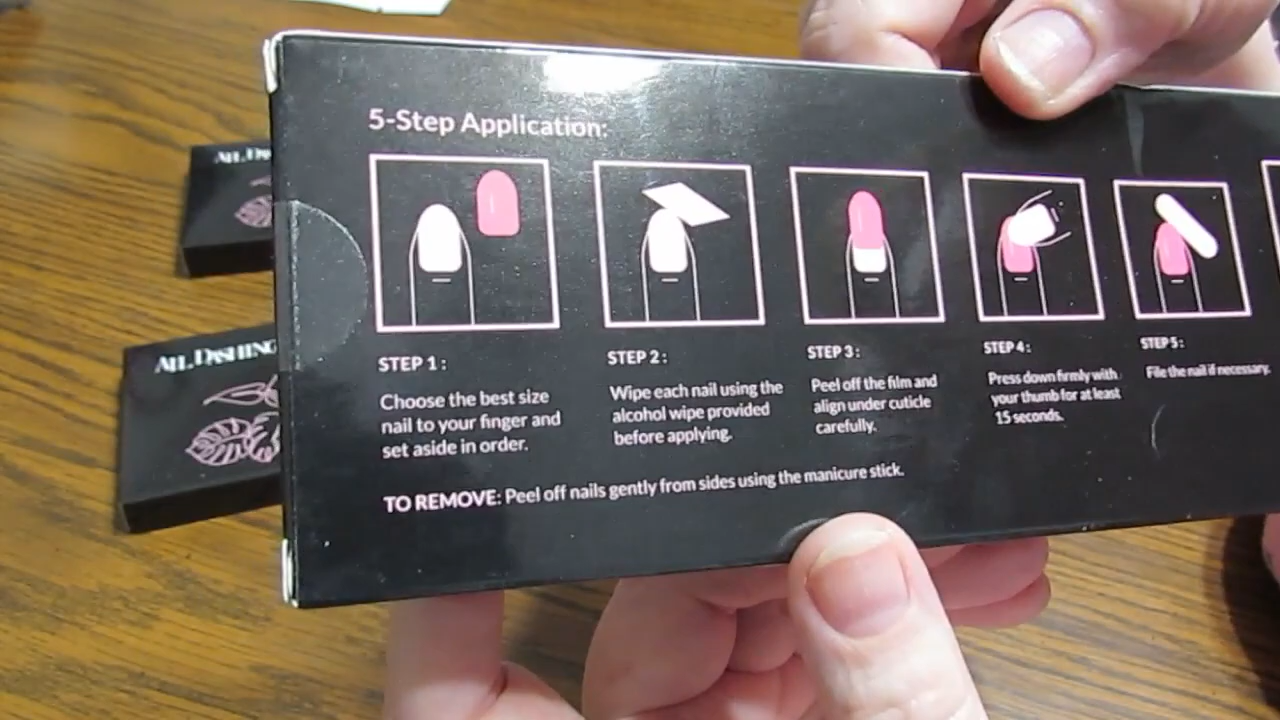 5-Step Application:
STEP 1:
Choose the best size
nail to your finger and
set aside in order.
STEP 2:
Wipe each nail using the
alcohol wipe provided
before applying.
STEP 3:
Peel off the film and
align under cuticle
carefully.
STEP 4:
Press down firmly with
your thumb for at least
15 seconds.
STEP 5:
File the nail if necessary.
TO REMOVE: Peel off nails gently from sides using the manicure stick.
ALL.DASHING